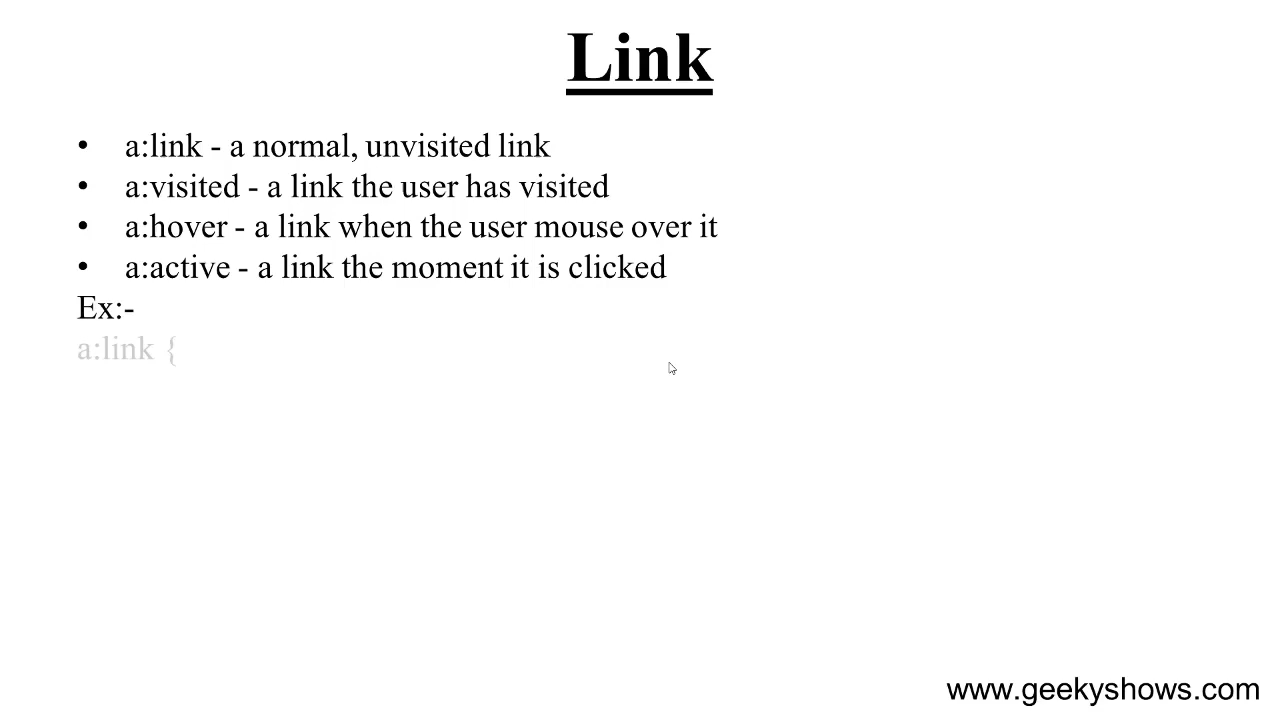 Link
• a:link - a normal, unvisited link
• a:visited - a link the user has visited
• a:hover - a link when the user mouse over it
• a:active - a link the moment it is clicked
Ex:-
a:link {
www.geekyshows.com